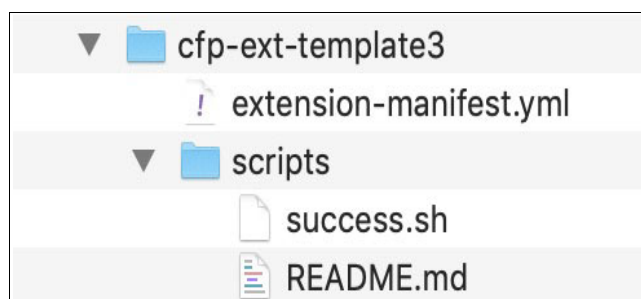 cfp-ext-template3
extension-manifest.yml
scripts
success.sh
README.md